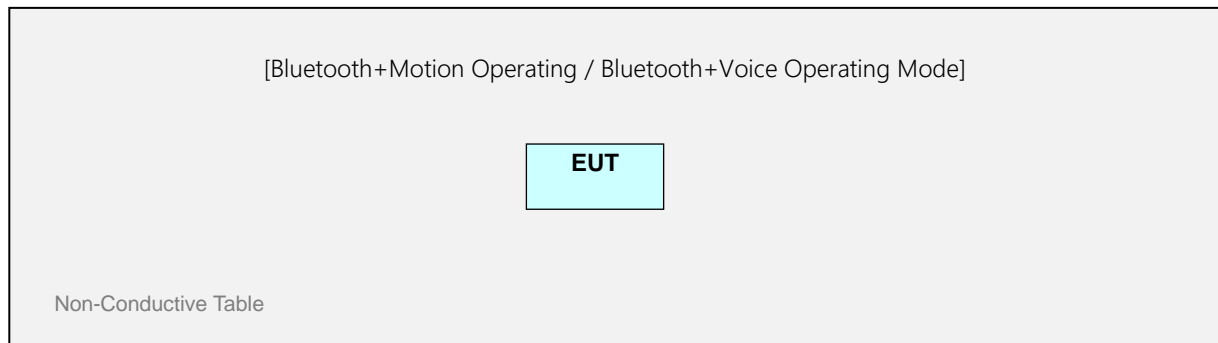 [Bluetooth+Motion Operating / Bluetooth+Voice Operating Mode]
EUT
Non-Conductive Table